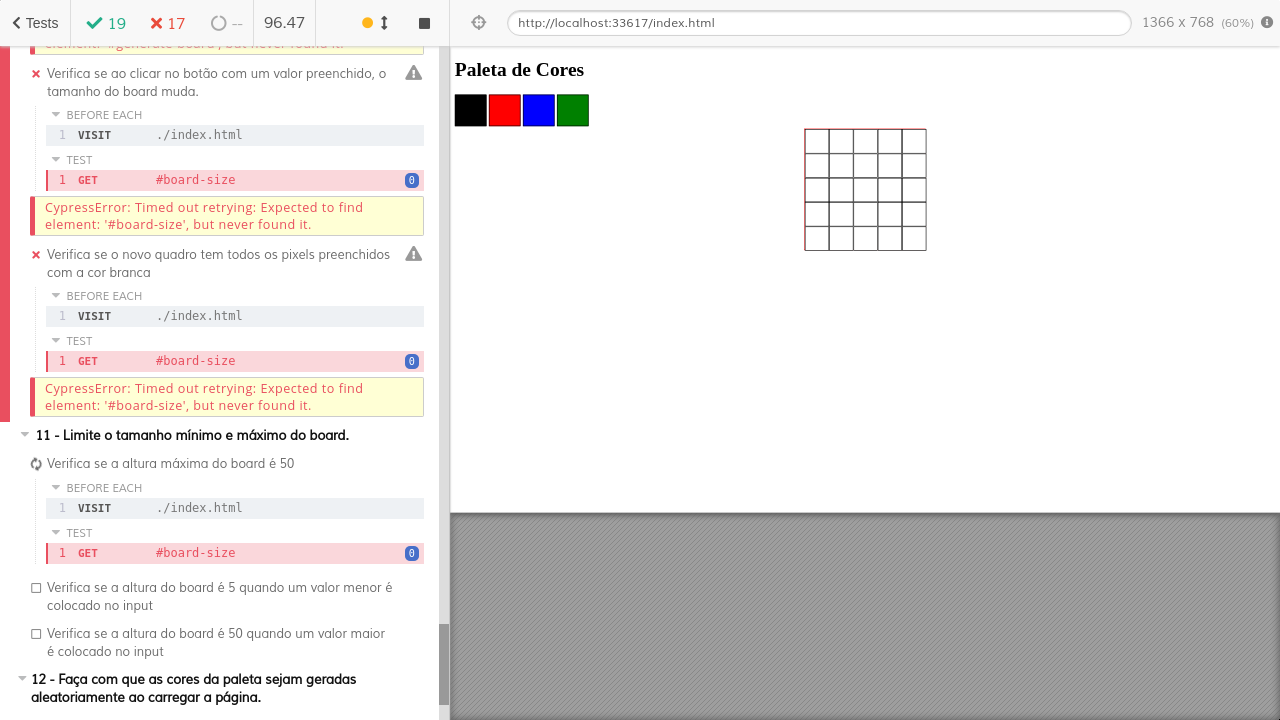 Tests
19
17
--
96.47
http://localhost:33617/index.html
1366 x 768 (60%)
element: '#generate-board', but never found it.
Verifica se ao clicar no botão com um valor preenchido, o
tamanho do board muda.
BEFORE EACH
1 VISIT ./index.html
TEST
1 GET #board-size 0
CypressError: Timed out retrying: Expected to find
element: '#board-size', but never found it.
Verifica se o novo quadro tem todos os pixels preenchidos
com a cor branca
BEFORE EACH
1 VISIT ./index.html
TEST
1 GET #board-size 0
CypressError: Timed out retrying: Expected to find
element: '#board-size', but never found it.
11 - Limite o tamanho mínimo e máximo do board.
Verifica se a altura máxima do board é 50
BEFORE EACH
1 VISIT ./index.html
TEST
1 GET #board-size 0
Verifica se a altura do board é 5 quando um valor menor é
colocado no input
Verifica se a altura do board é 50 quando um valor maior
é colocado no input
12 - Faça com que as cores da paleta sejam geradas
aleatoriamente ao carregar a página.
Paleta de Cores